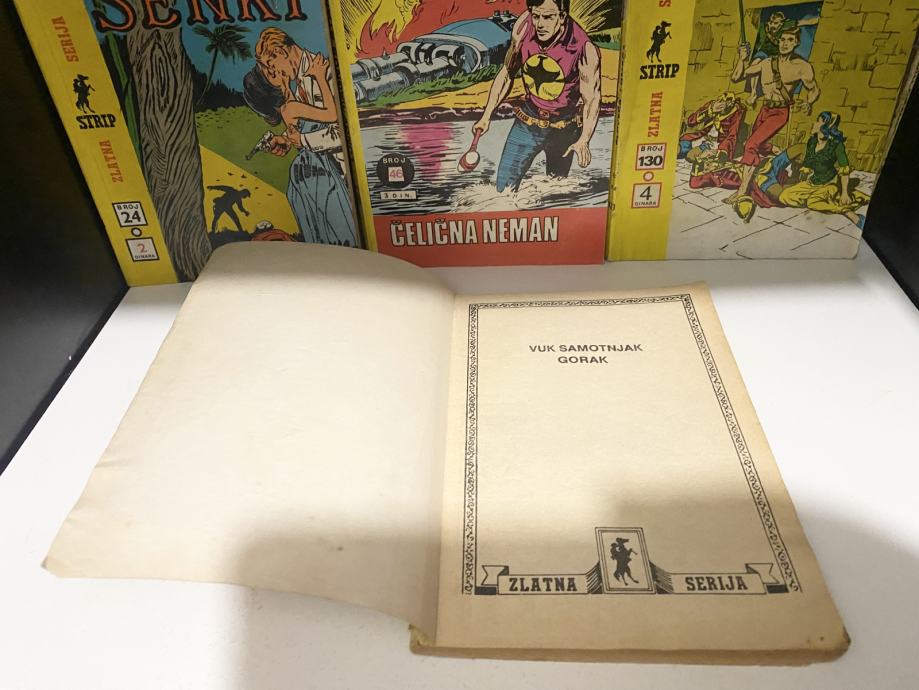 SENKI
SERIJA
STRIP
ZLATNA
BROJ
24
2
DINARA
BROJ
46
3 DIN.
ČELIČNA NEMAN
STRIP
ZLATNA
BROJ
130
4
DINARA
VUK SAMOTNJAK
GORAK
ZLATNA SERIJA